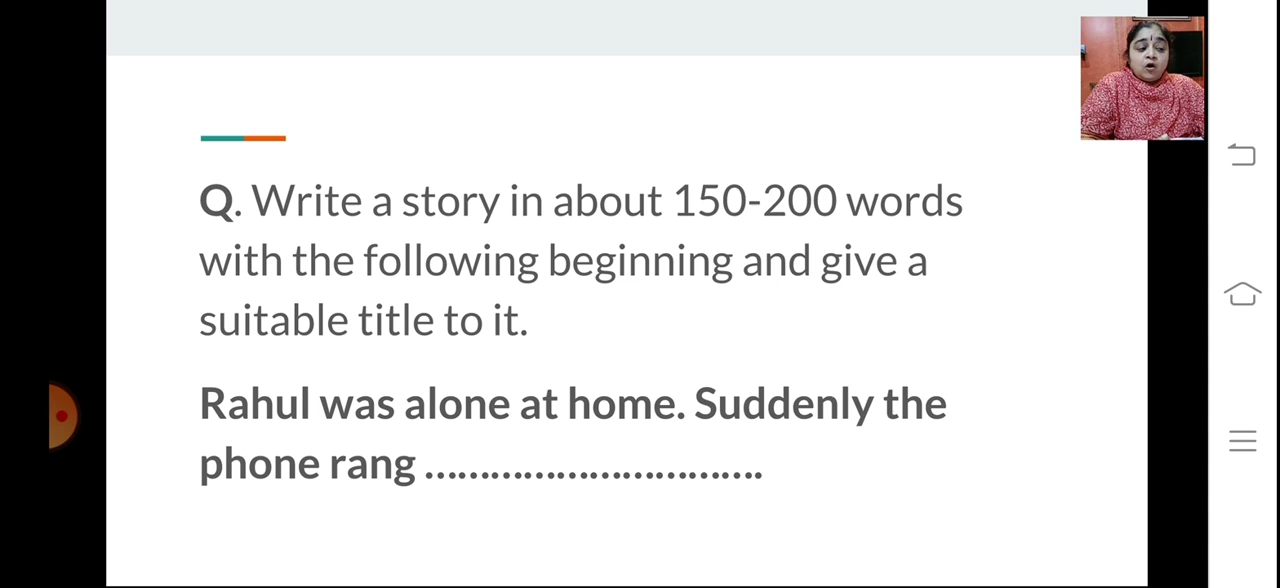 Q. Write a story in about 150-200 words
with the following beginning and give a
suitable title to it.
Rahul was alone at home. Suddenly the
phone rang ..............................